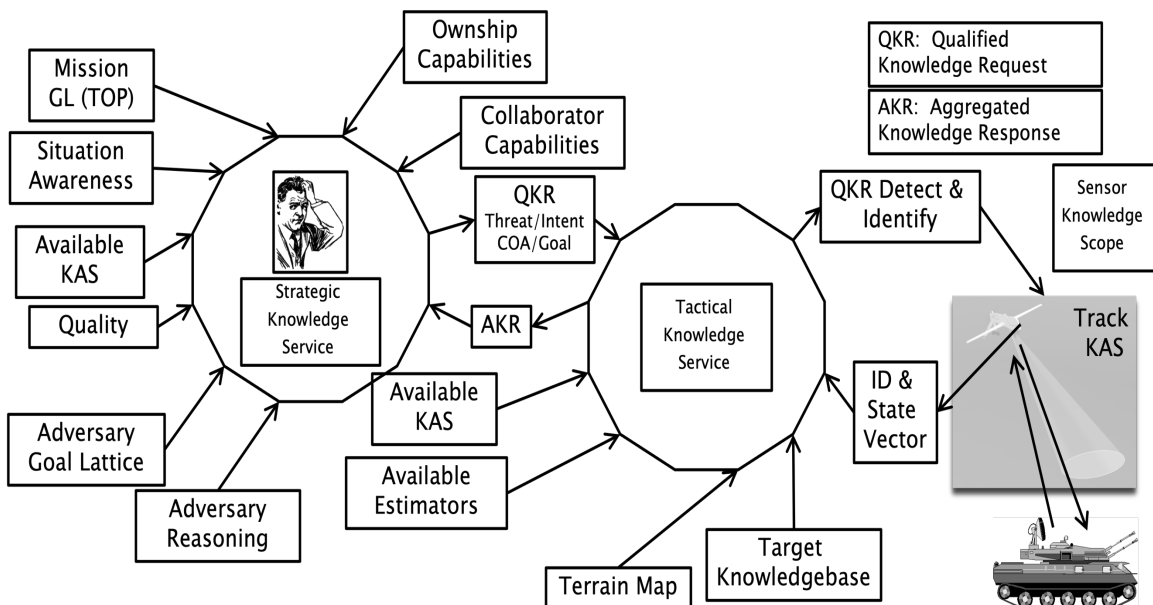 Mission
GL (TOP)
Ownship
Capabilities
QKR:  Qualified
Knowledge Request
AKR: Aggregated
Knowledge Response
Situation
Awareness
Collaborator
Capabilities
QKR
Threat/Intent
COA/Goal
QKR Detect &
Identify
Sensor
Knowledge
Scope
Available
KAS
Quality
Strategic
Knowledge
Service
AKR
Tactical
Knowledge
Service
Track
KAS
ID &
State
Vector
Adversary
Goal Lattice
Adversary
Reasoning
Available
KAS
Available
Estimators
Terrain Map
Target
Knowledgebase